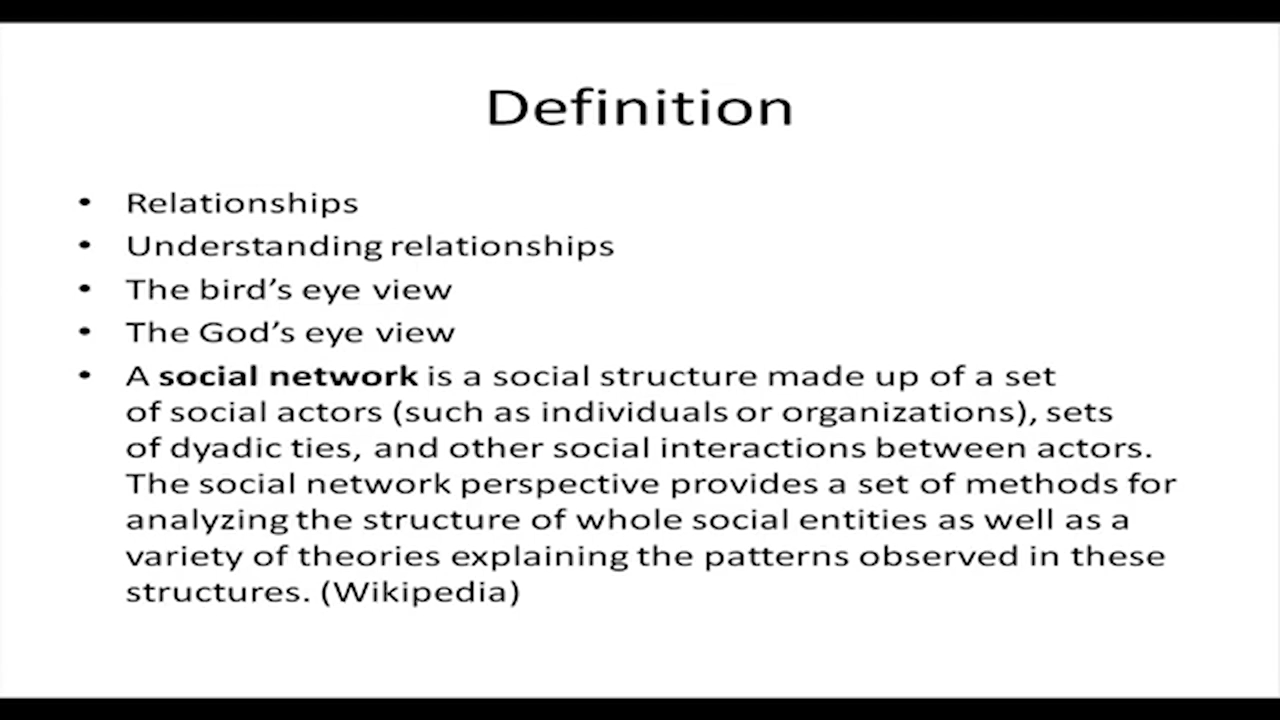 Definition
• Relationships
• Understanding relationships
• The bird’s eye view
• The God’s eye view
• A social network is a social structure made up of a set
of social actors (such as individuals or organizations), sets
of dyadic ties, and other social interactions between actors.
The social network perspective provides a set of methods for
analyzing the structure of whole social entities as well as a
variety of theories explaining the patterns observed in these
structures. (Wikipedia)